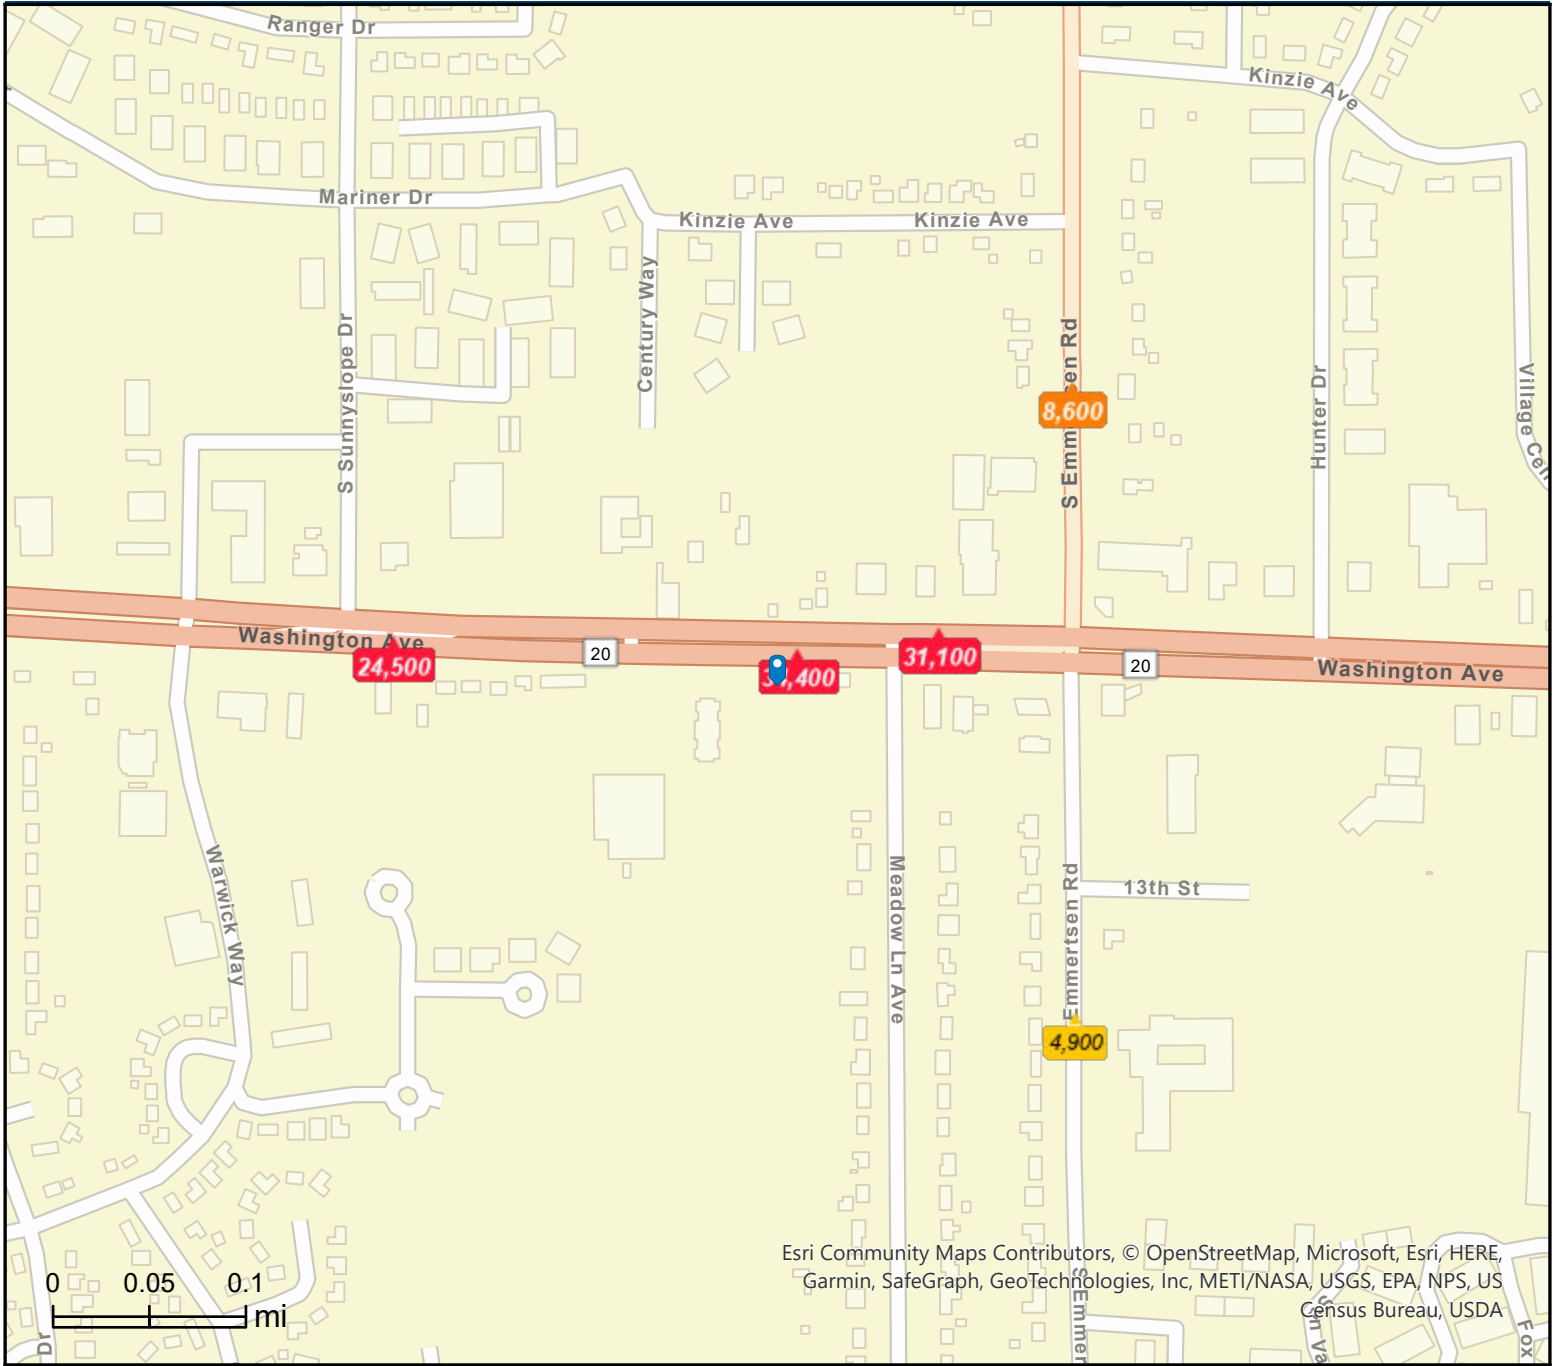 Ranger Dr
Kinzie Ave
Mariner Dr
Kinzie Ave
Kinzie Ave
Century Way
S Sunnyslope Dr
8,600
Hunter Dr
Village
Washington Ave
24,500
20
31,100
20
Washington Ave
Warwick Way
Meadow Ln Ave
13th St
Emmertsen Rd
4,900
Esri Community Maps Contributors, © OpenStreetMap, Microsoft, Esri, HERE,
Garmin, SafeGraph, GeoTechnologies, Inc, METI/NASA, USGS, EPA, NPS, US
Census Bureau, USDA
0 0.05 0.1
mi
Dr
Fox